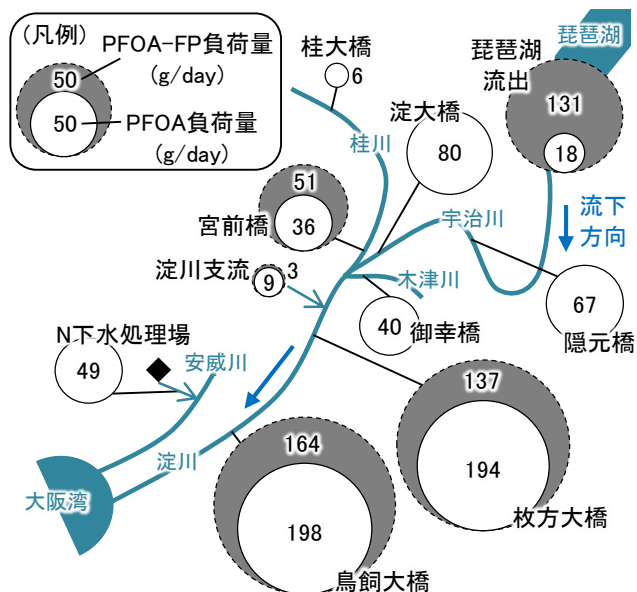 (凡例)
50
PFOA-FP負荷量
(g/day)
50
PFOA負荷量
(g/day)
桂大橋
6
琵琶湖
琵琶湖
流出
131
18
淀大橋
80
桂川
51
36
宮前橋
宇治川
流下
方向
淀川支流
9
3
木津川
67
隠元橋
40
御幸橋
N下水処理場
49
安威川
137
194
枚方大橋
164
198
鳥飼大橋
淀川
大阪湾